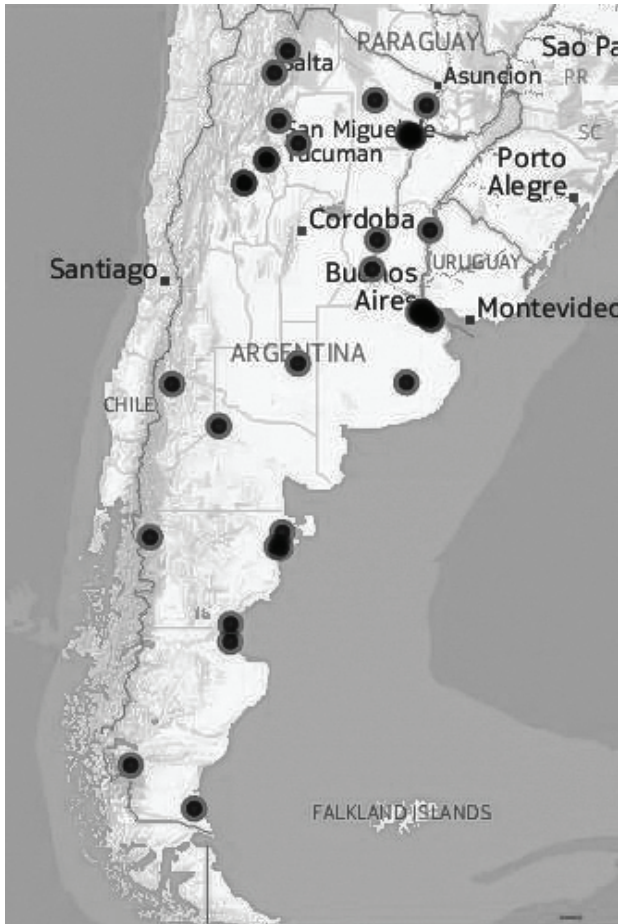 PARAGUAY
Sao Pa
Salta
Asuncion
PR
San Miguel de
Tucuman
SC
Porto
Alegre
Cordoba
Santiago
URUGUAY
Buenos
Aires
Montevideo
ARGENTINA
CHILE
FALKLAND ISLANDS